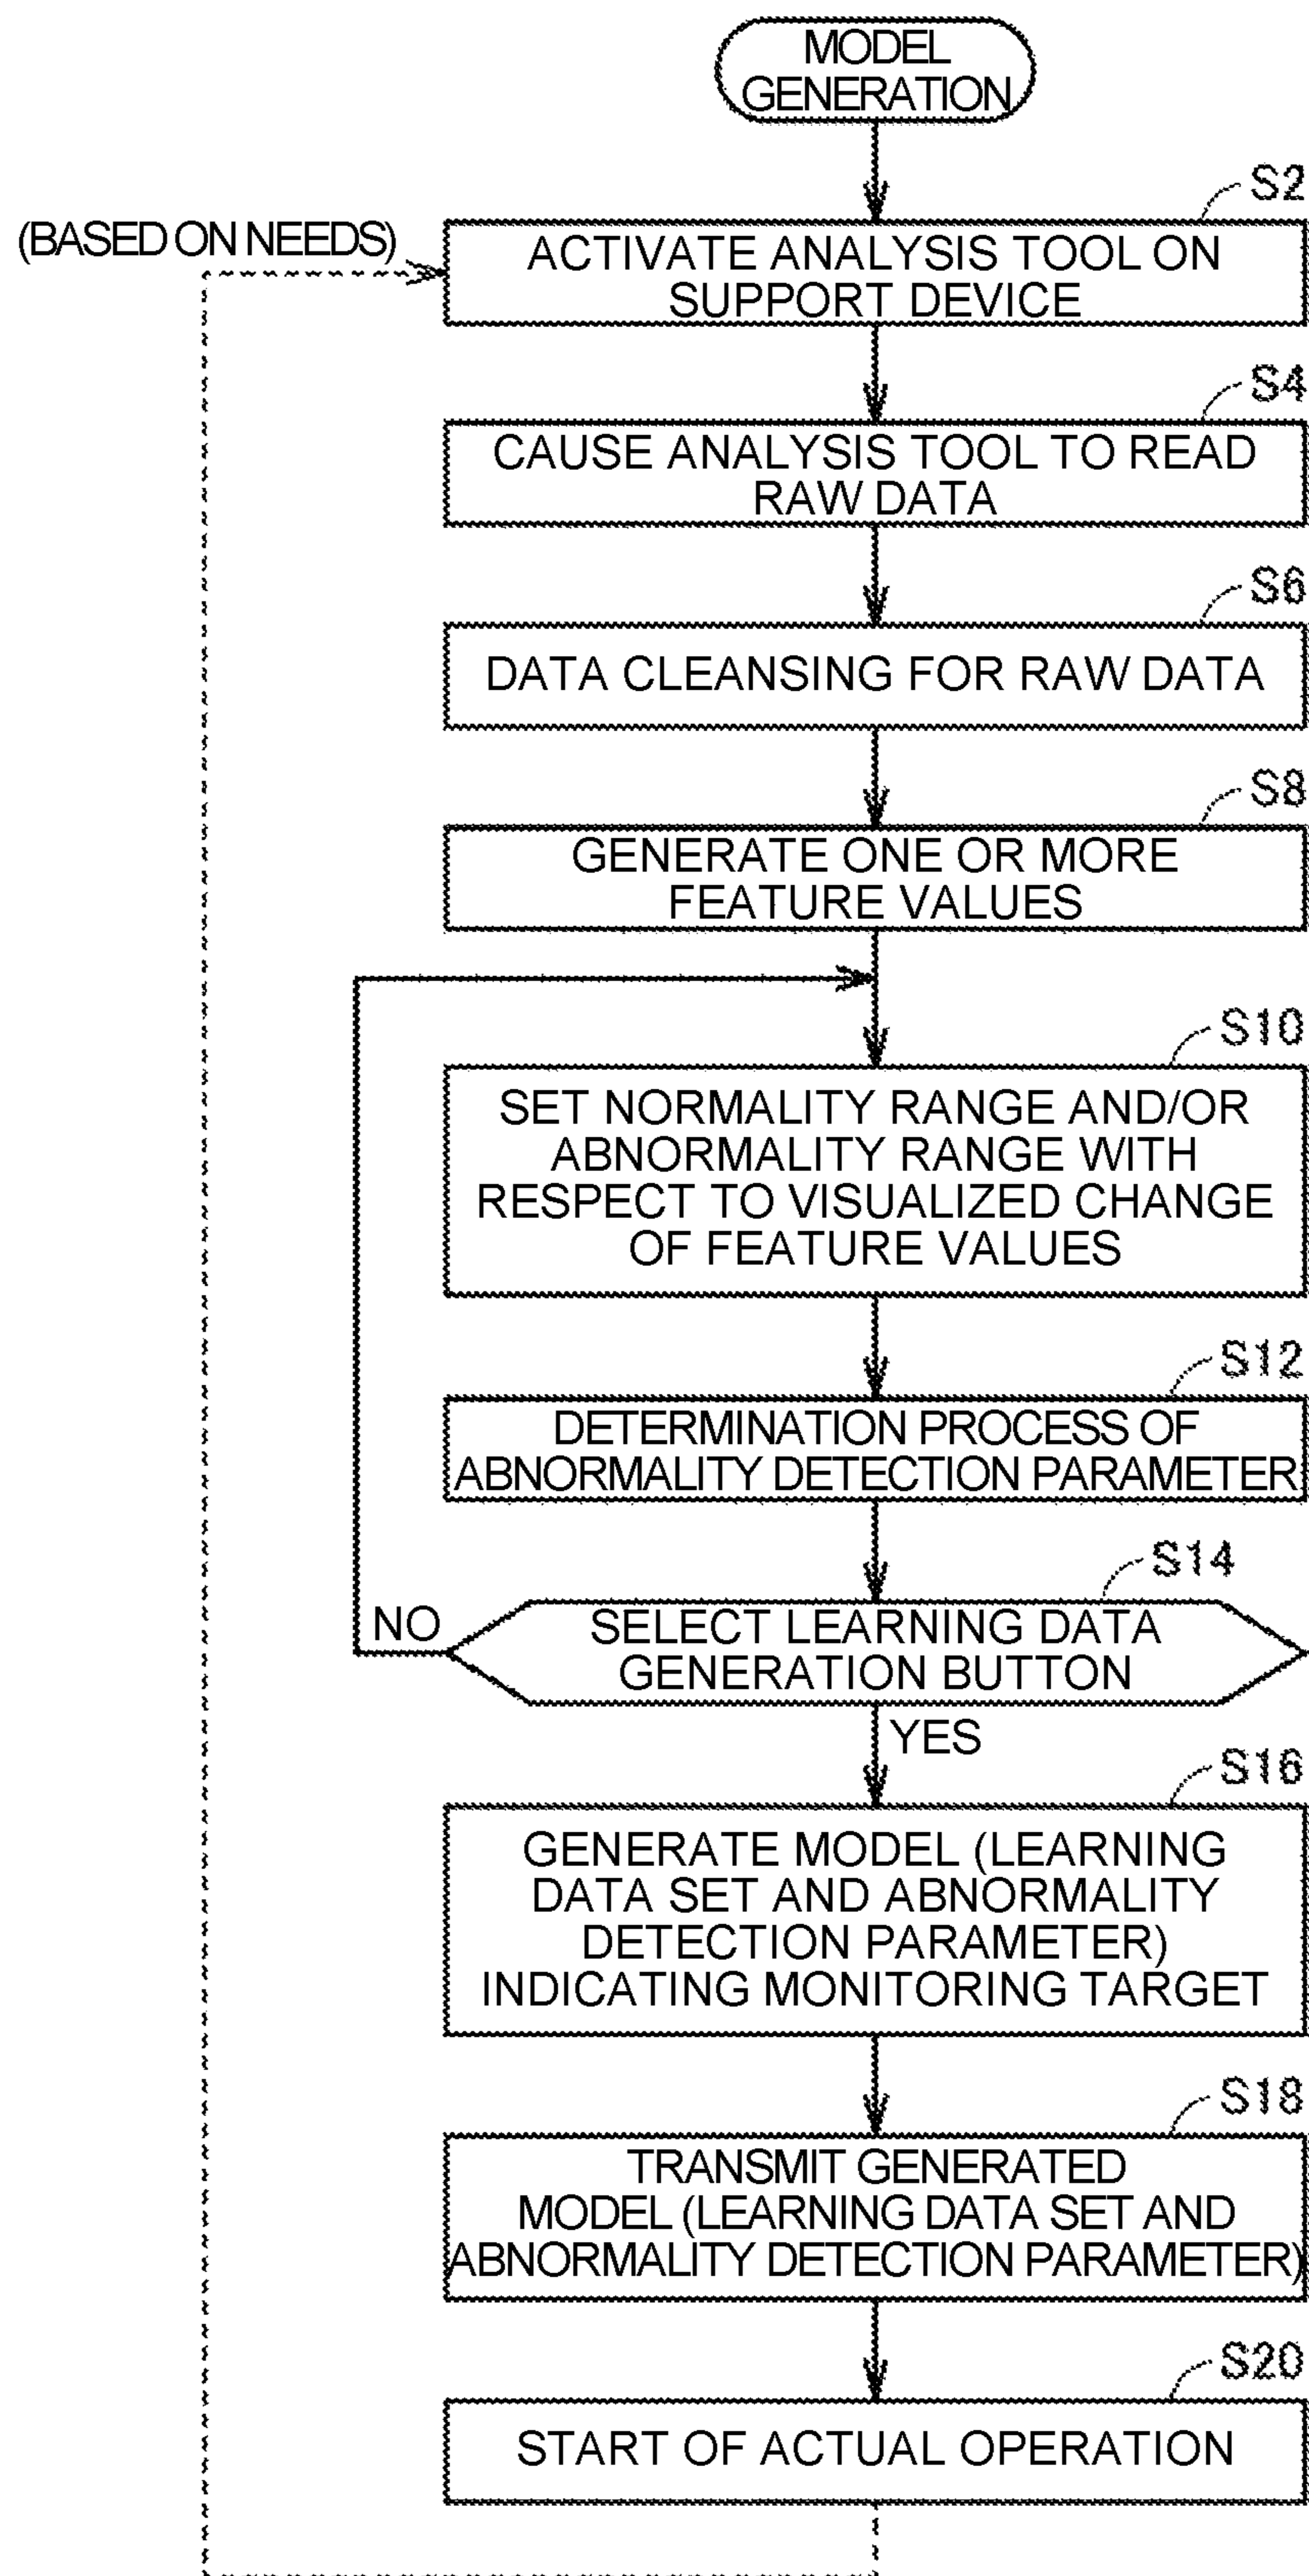 MODEL
GENERATION
S2
(BASED ON NEEDS)
ACTIVATE ANALYSIS TOOL ON
SUPPORT DEVICE
S4
CAUSE ANALYSIS TOOL TO READ
RAW DATA
S6
DATA CLEANSING FOR RAW DATA
S8
GENERATE ONE OR MORE
FEATURE VALUES
S10
SET NORMALITY RANGE AND/OR
ABNORMALITY RANGE WITH
RESPECT TO VISUALIZED CHANGE
OF FEATURE VALUES
S12
DETERMINATION PROCESS OF
ABNORMALITY DETECTION PARAMETER
S14
NO
SELECT LEARNING DATA
GENERATION BUTTON
YES
S16
GENERATE MODEL (LEARNING
DATA SET AND ABNORMALITY
DETECTION PARAMETER)
INDICATING MONITORING TARGET
S18
TRANSMIT GENERATED
MODEL (LEARNING DATA SET AND
ABNORMALITY DETECTION PARAMETER)
S20
START OF ACTUAL OPERATION